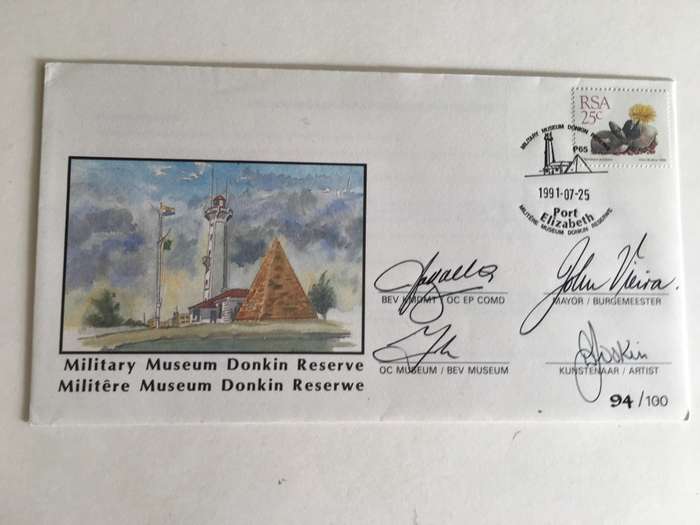 RSA
25c
MILITARY MUSEUM DONKIN
P65
1991-07-25
Port
Elizabeth
MILITÊRE MUSEUM DONKIN RESERWE
John Vieira.
BEV KMDMT / OC EP COMD
MAYOR / BURGEMEESTER
OC MUSEUM / BEV MUSEUM
KUNSTENAAR / ARTIST
94/100
Military Museum Donkin Reserve
Militêre Museum Donkin Reserwe